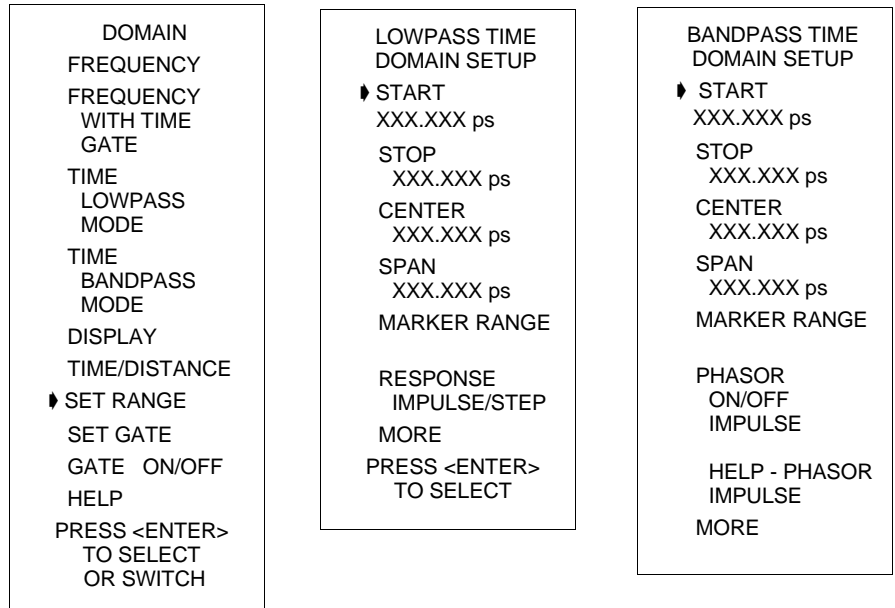 DOMAIN
FREQUENCY
FREQUENCY
WITH TIME
GATE
TIME
LOWPASS
MODE
TIME
BANDPASS
MODE
DISPLAY
TIME/DISTANCE
SET RANGE
SET GATE
GATE ON/OFF
HELP
PRESS <ENTER>
TO SELECT
OR SWITCH
LOWPASS TIME
DOMAIN SETUP
START
XXX.XXX ps
STOP
XXX.XXX ps
CENTER
XXX.XXX ps
SPAN
XXX.XXX ps
MARKER RANGE
RESPONSE
IMPULSE/STEP
MORE
PRESS <ENTER>
TO SELECT
BANDPASS TIME
DOMAIN SETUP
START
XXX.XXX ps
STOP
XXX.XXX ps
CENTER
XXX.XXX ps
SPAN
XXX.XXX ps
MARKER RANGE
PHASOR
ON/OFF
IMPULSE
HELP - PHASOR
IMPULSE
MORE